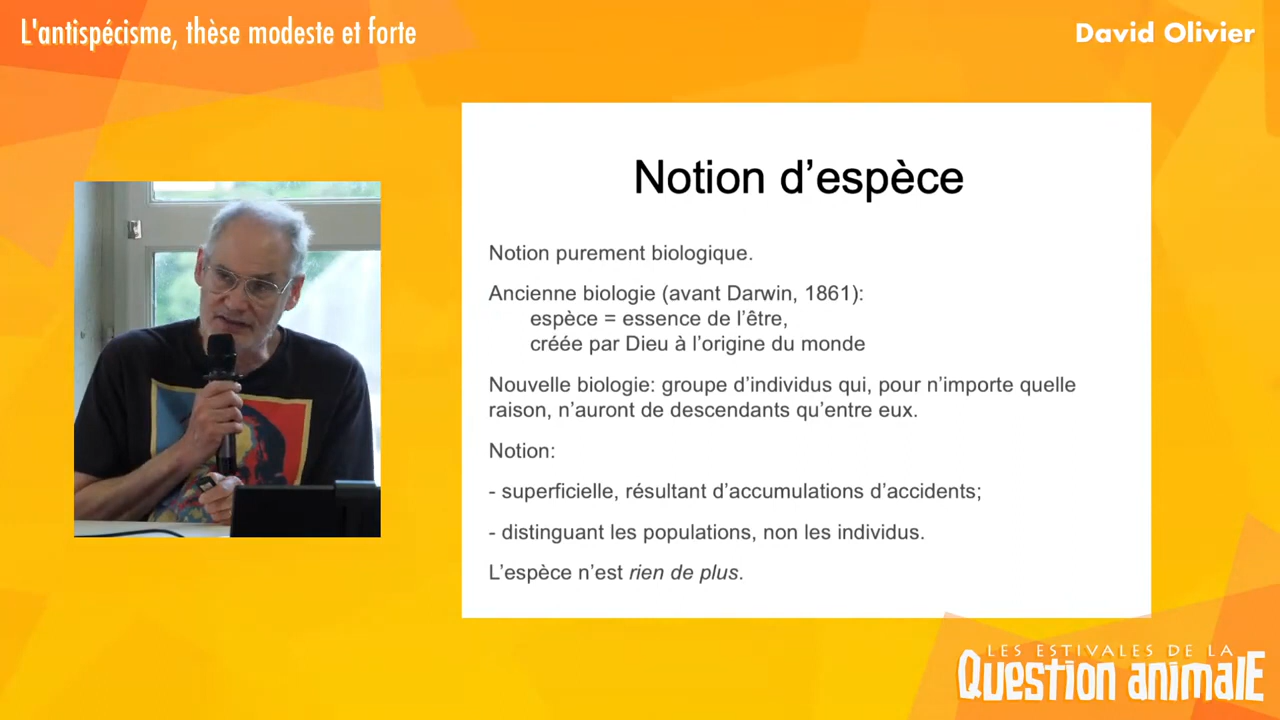 L'antispécisme, thèse modeste et forte
David Olivier
Notion d’espèce
Notion purement biologique.
Ancienne biologie (avant Darwin, 1861):
espèce = essence de l’être,
créée par Dieu à l’origine du monde
Nouvelle biologie: groupe d’individus qui, pour n’importe quelle
raison, n’auront de descendants qu’entre eux.
Notion:
- superficielle, résultant d’accumulations d’accidents;
- distinguant les populations, non les individus.
L’espèce n’est rien de plus.
LES ESTIVALES DE LA
QUESTION ANIMALE